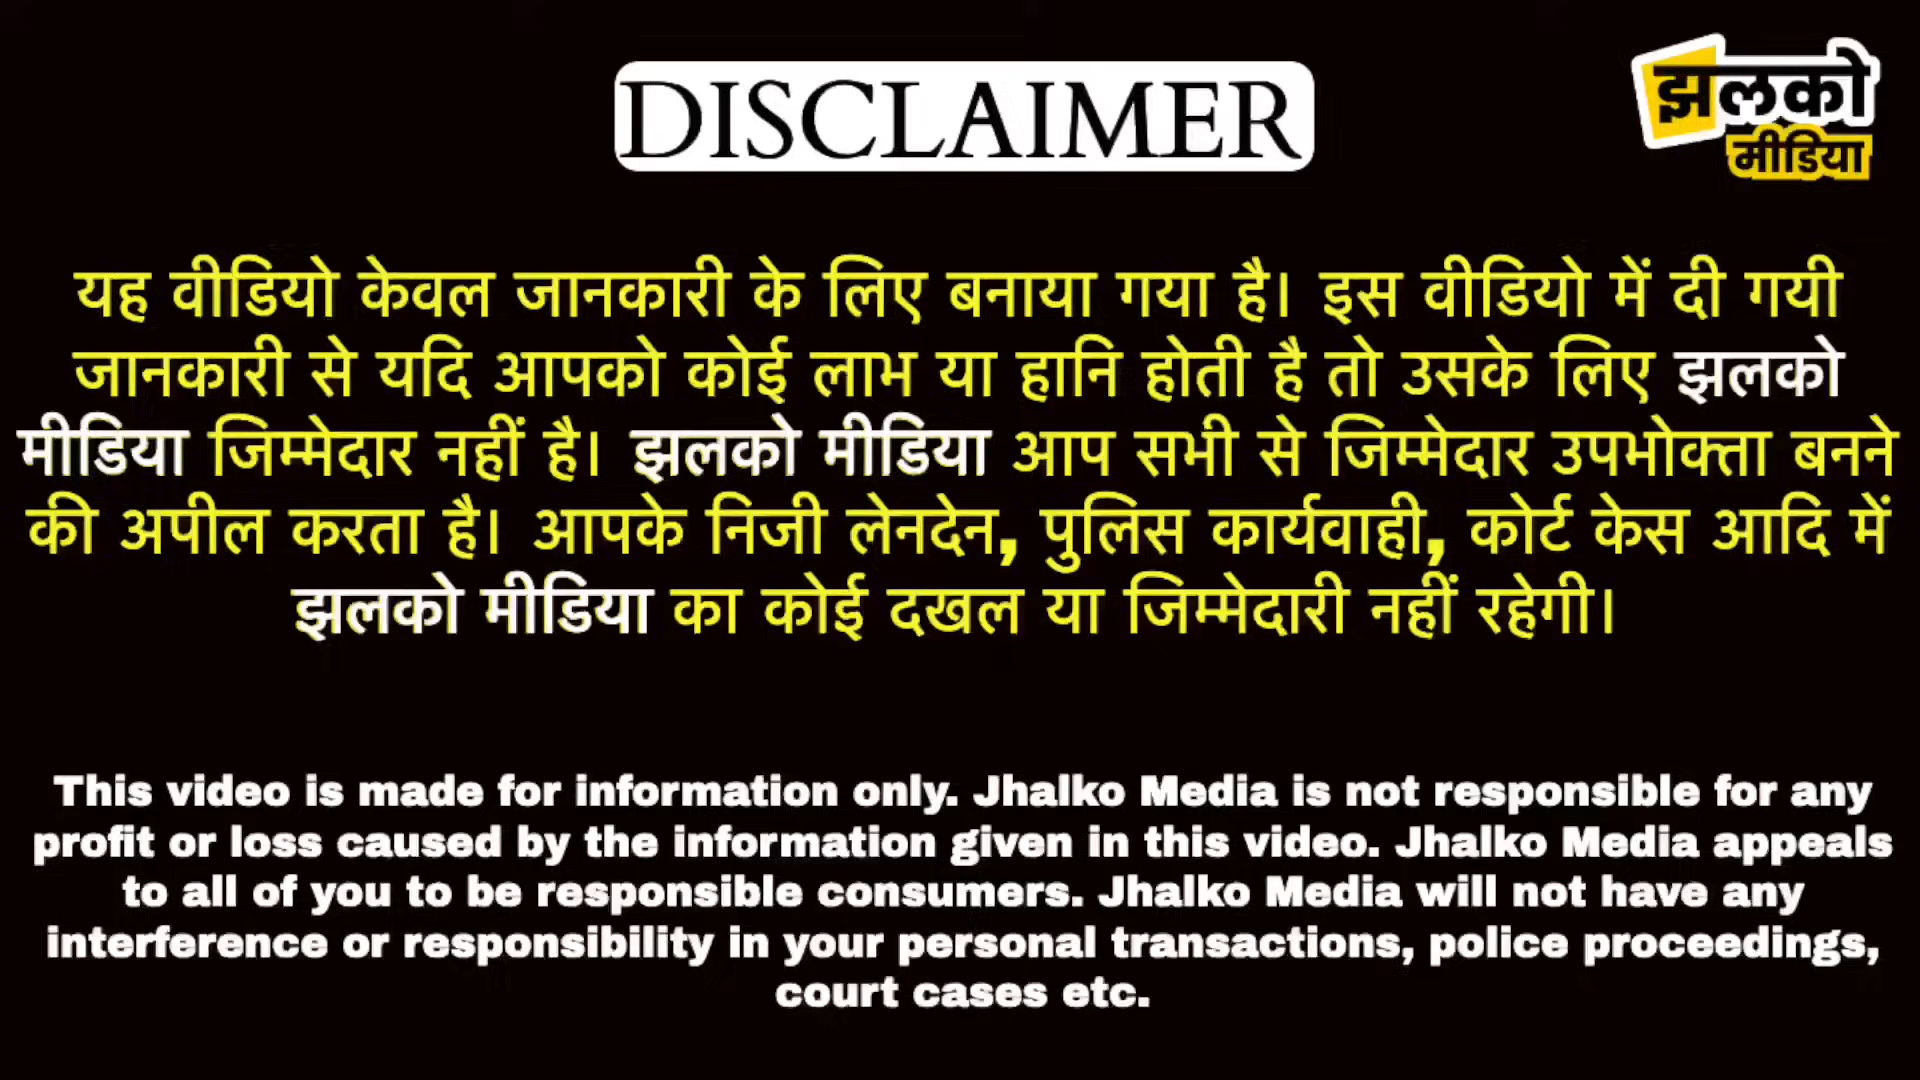 DISCLAIMER
झलको
मीडिया
यह वीडियो केवल जानकारी के लिए बनाया गया है। इस वीडियो में दी गयी
जानकारी से यदि आपको कोई लाभ या हानि होती है तो उसके लिए झलको
मीडिया जिम्मेदार नहीं है। झलको मीडिया आप सभी से जिम्मेदार उपभोक्ता बनने
की अपील करता है। आपके निजी लेनदेन, पुलिस कार्यवाही, कोर्ट केस आदि में
झलको मीडिया का कोई दखल या जिम्मेदारी नहीं रहेगी।
This video is made for information only. Jhalko Media is not responsible for any
profit or loss caused by the information given in this video. Jhalko Media appeals
to all of you to be responsible consumers. Jhalko Media will not have any
interference or responsibility in your personal transactions, police proceedings,
court cases etc.